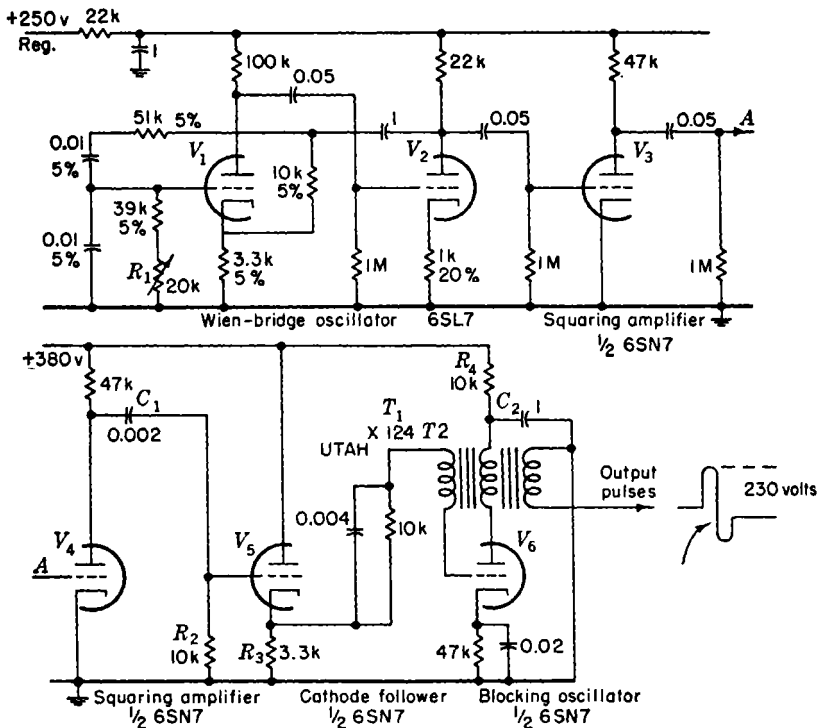 +250 v
Reg.
22k
1
100k
0.05
22k
47k
51k 5%
1
0.05
0.05
A
0.01
5%
V1
10k
5%
V2
V3
39k
5%
0.01
5%
R1
20k
3.3k
5%
1M
1k
20%
1M
1M
Wien-bridge oscillator 6SL7
Squaring amplifier
½ 6SN7
+380 v
47k
C1
0.002
R4
10k
C2
1
T1
X 124 T2
UTAH
Output
pulses
230 volts
0.004
10k
V4
V5
V6
A
R2
10k
R3
3.3k
47k
0.02
Squaring amplifier
½ 6SN7
Cathode follower
½ 6SN7
Blocking oscillator
½ 6SN7